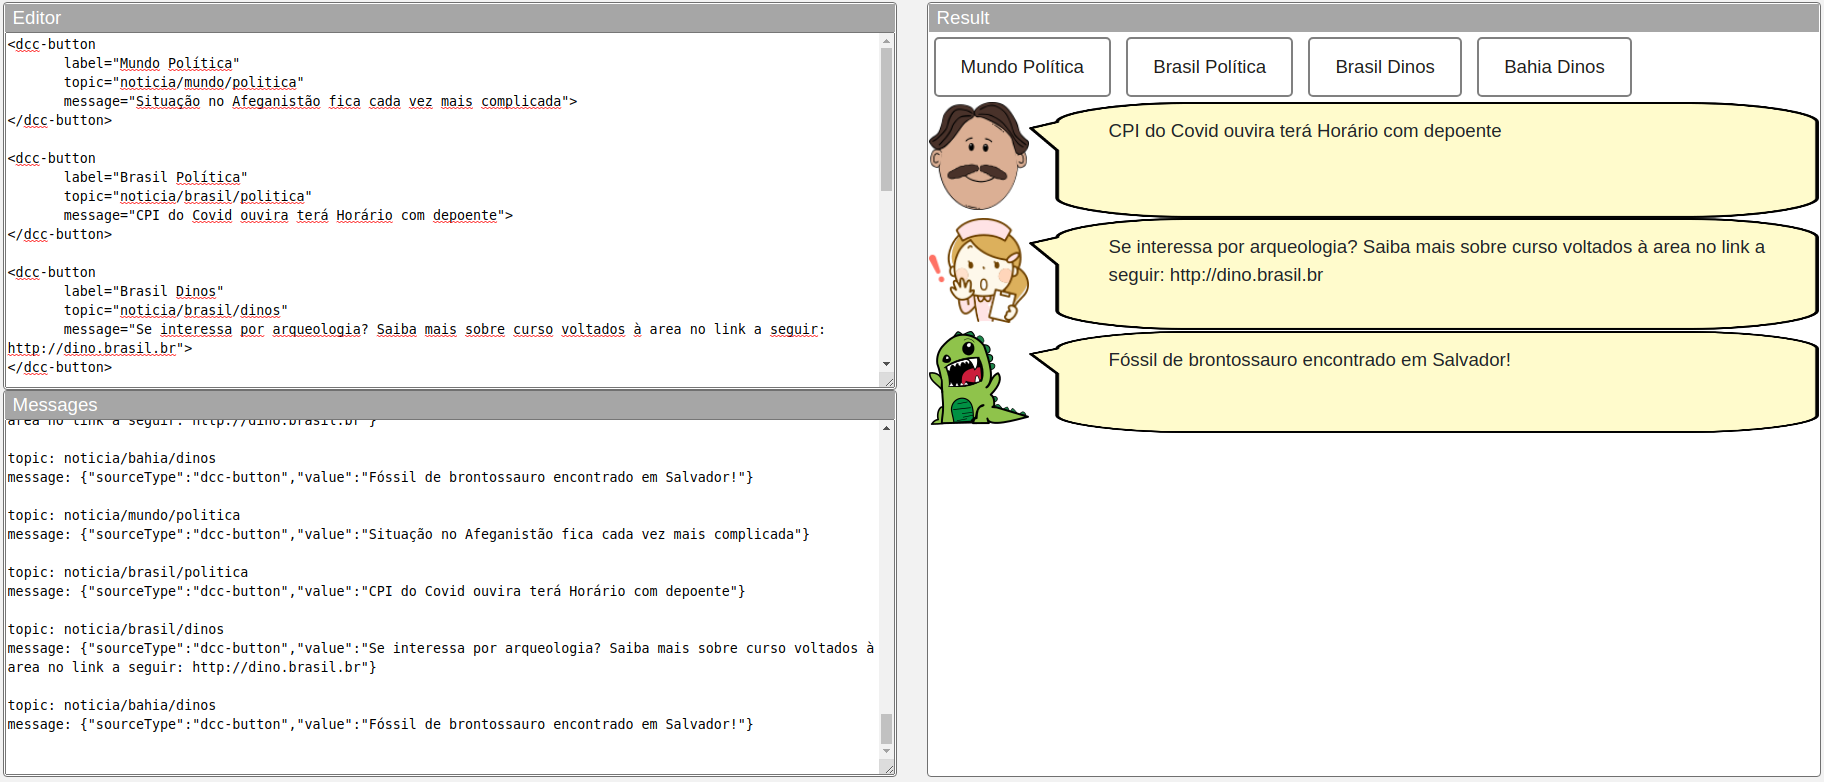 Editor
<dcc-button
label="Mundo Política"
topic="noticia/mundo/politica"
message="Situação no Afeganistão fica cada vez mais complicada">
</dcc-button>
<dcc-button
label="Brasil Política"
topic="noticia/brasil/politica"
message="CPI do Covid ouvira terá Horário com depoente">
</dcc-button>
<dcc-button
label="Brasil Dinos"
topic="noticia/brasil/dinos"
message="Se interessa por arqueologia? Saiba mais sobre curso voltados à area no link a seguir:
http://dino.brasil.br">
</dcc-button>
Messages
area no link a seguir: http://dino.brasil.br"}
topic: noticia/bahia/dinos
message: {"sourceType":"dcc-button","value":"Fóssil de brontossauro encontrado em Salvador!"}
topic: noticia/mundo/politica
message: {"sourceType":"dcc-button","value":"Situação no Afeganistão fica cada vez mais complicada"}
topic: noticia/brasil/politica
message: {"sourceType":"dcc-button","value":"CPI do Covid ouvira terá Horário com depoente"}
topic: noticia/brasil/dinos
message: {"sourceType":"dcc-button","value":"Se interessa por arqueologia? Saiba mais sobre curso voltados à
area no link a seguir: http://dino.brasil.br"}
topic: noticia/bahia/dinos
message: {"sourceType":"dcc-button","value":"Fóssil de brontossauro encontrado em Salvador!"}
Result
Mundo Política Brasil Política Brasil Dinos Bahia Dinos
CPI do Covid ouvira terá Horário com depoente
Se interessa por arqueologia? Saiba mais sobre curso voltados à area no link a
seguir: http://dino.brasil.br
Fóssil de brontossauro encontrado em Salvador!